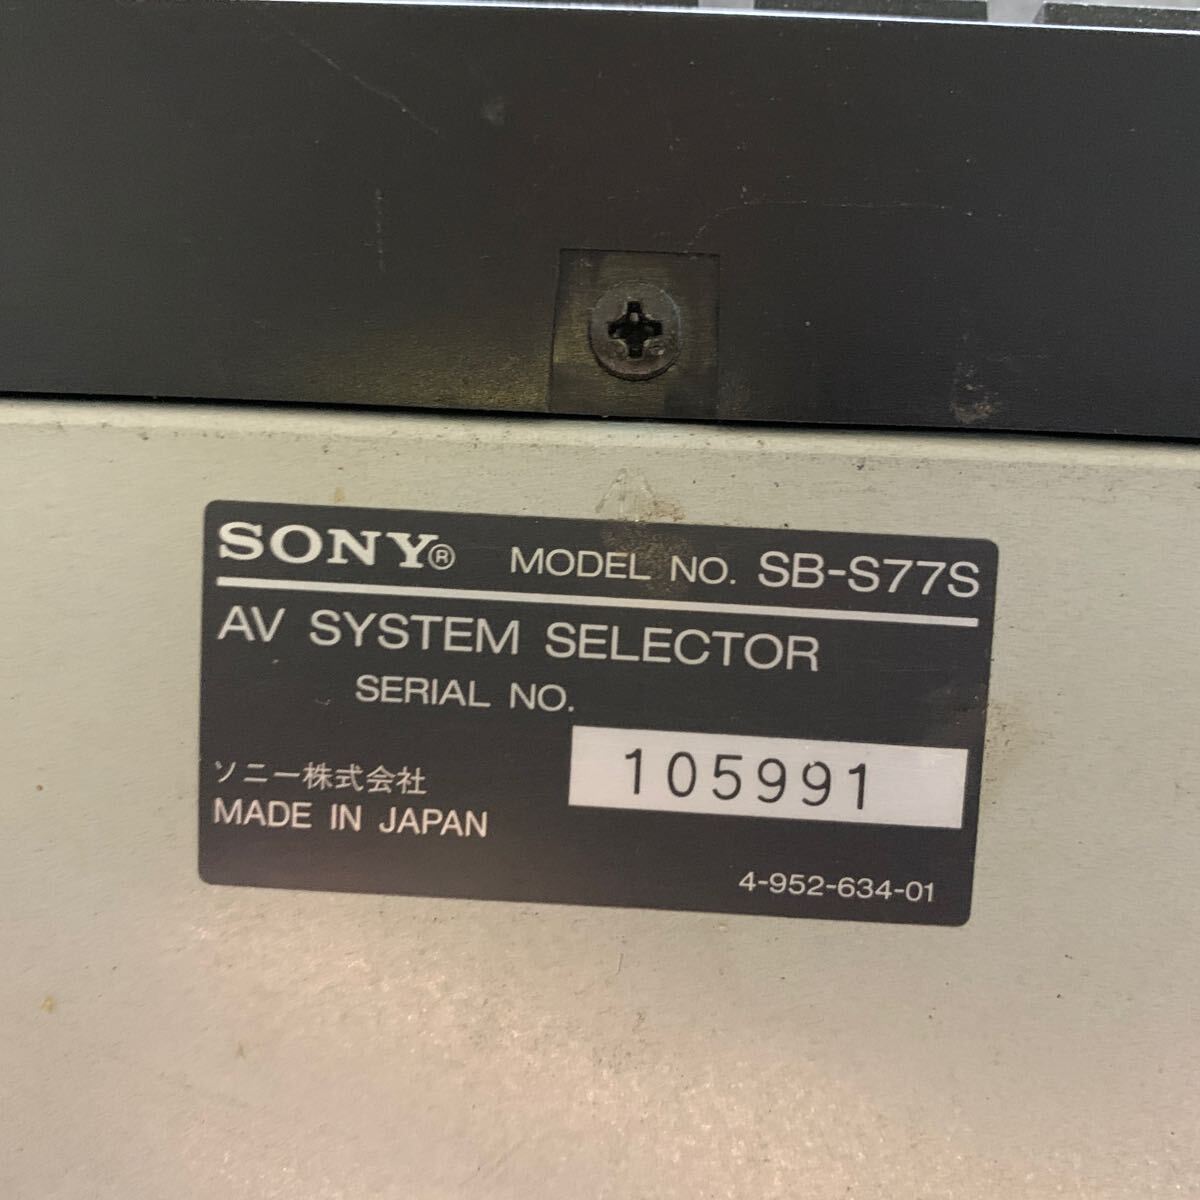 SONY® MODEL NO. SB-S77S
AV SYSTEM SELECTOR
SERIAL NO.
105991
ソニー株式会社
MADE IN JAPAN
4-952-634-01